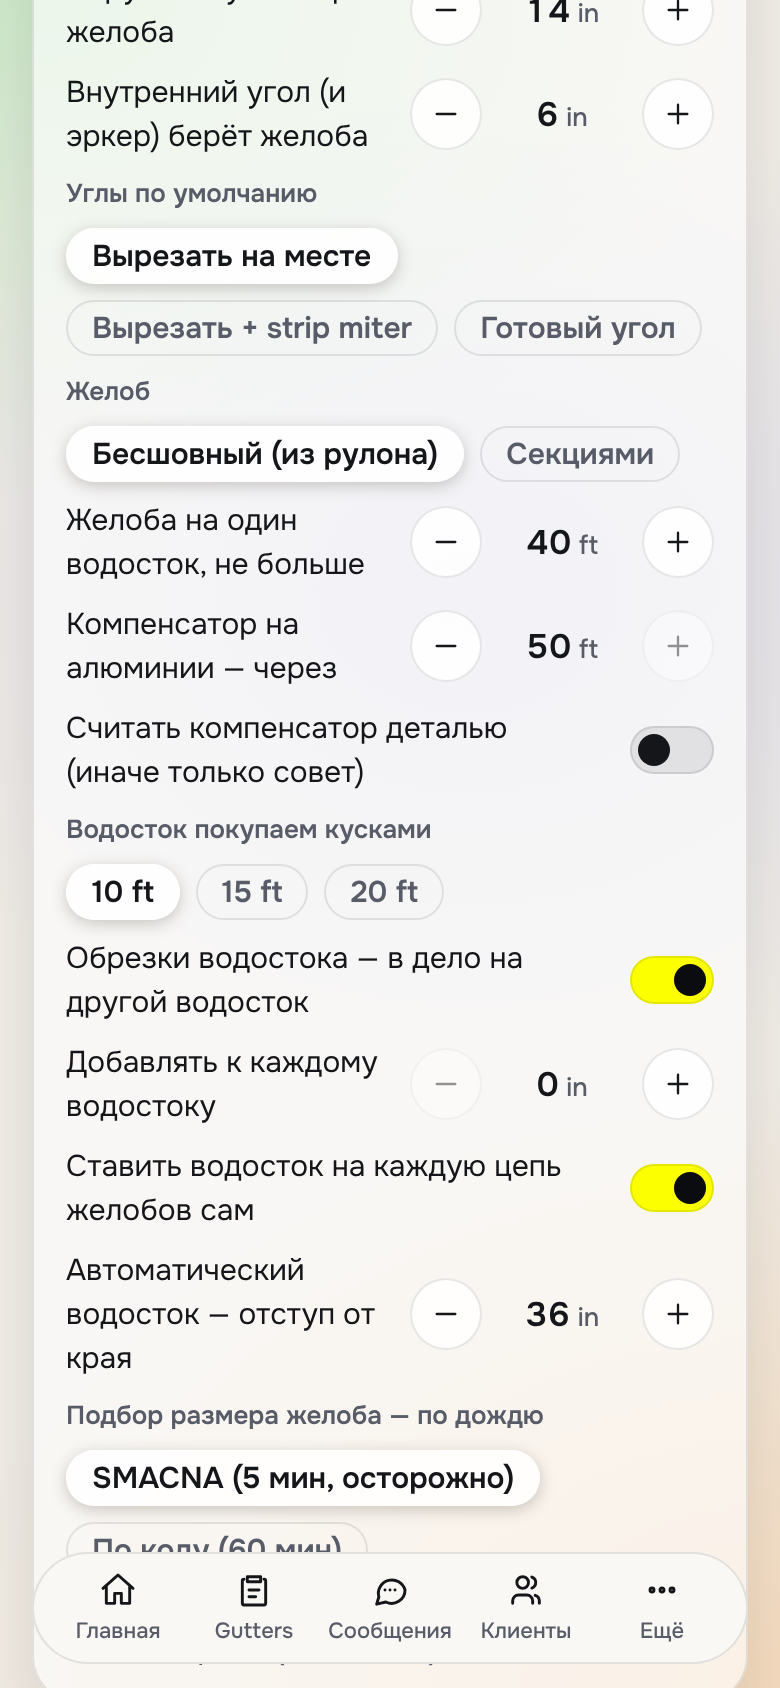 желоба
14 in
Внутренний угол (и
эркер) берёт желоба
6 in
Углы по умолчанию
Вырезать на месте
Вырезать + strip miter
Готовый угол
Желоб
Бесшовный (из рулона)
Секциями
Желоба на один
водосток, не больше
40 ft
Компенсатор на
алюминии — через
50 ft
Считать компенсатор деталью
(иначе только совет)
Водосток покупаем кусками
10 ft
15 ft
20 ft
Обрезки водостока — в дело на
другой водосток
Добавлять к каждому
водостоку
0 in
Ставить водосток на каждую цепь
желобов сам
Автоматический
водосток — отступ от
края
36 in
Подбор размера желоба — по дождю
SMACNA (5 мин, осторожно)
По коду (60 мин)
Главная
Gutters
Сообщения
Клиенты
Ещё